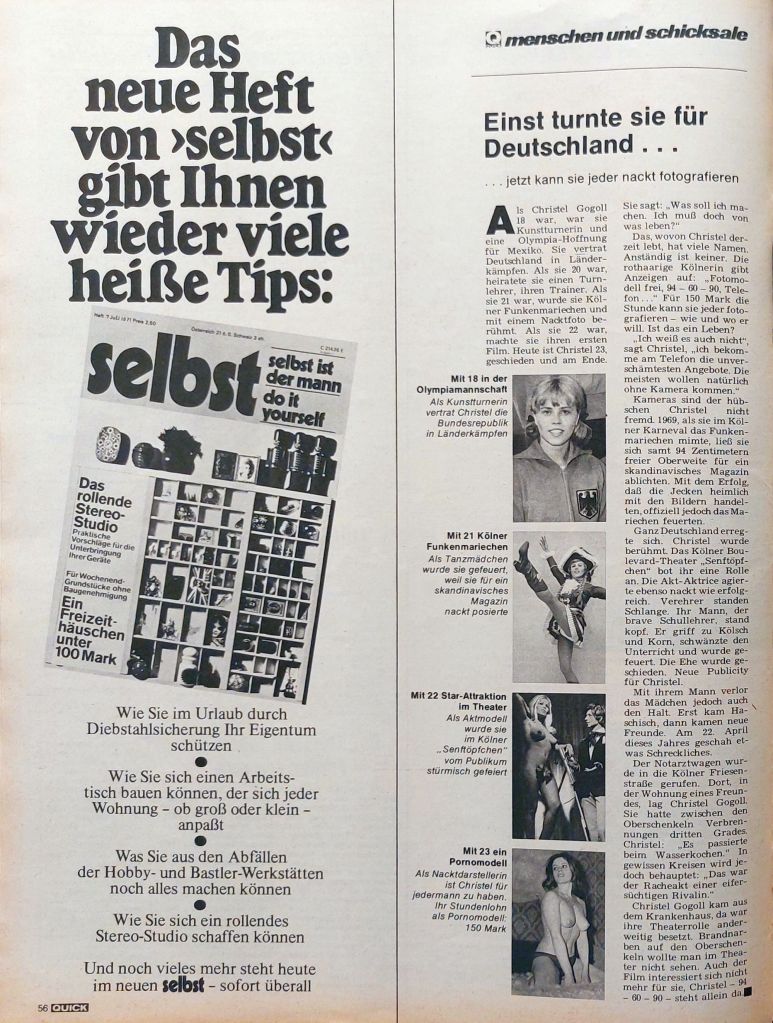 Das
neue Heft
von ›selbst‹
gibt Ihnen
wieder viele
heiße Tips:
Heft 7 Juli 1971 Preis 2,60
C 21436 E
selbst
selbst ist
der mann
do it
yourself
Das
rollende
Stereo-
Studio
Praktische
Vorschläge für die
Unterbringung
Ihrer Geräte
Für Wochenend-
Grundstücke ohne
Baugenehmigung
Ein
Freizeit-
häuschen
unter
100 Mark
Wie Sie im Urlaub durch
Diebstahlsicherung Ihr Eigentum
schützen
●
Wie Sie sich einen Arbeits-
tisch bauen können, der sich jeder
Wohnung – ob groß oder klein –
anpaßt
●
Was Sie aus den Abfällen
der Hobby- und Bastler-Werkstätten
noch alles machen können
●
Wie Sie sich ein rollendes
Stereo-Studio schaffen können
●
Und noch vieles mehr steht heute
im neuen selbst – sofort überall
56 QUICK
Q menschen und schicksale
Einst turnte sie für
Deutschland . . .
. . . jetzt kann sie jeder nackt fotografieren
Als Christel Gogoll
18 war, war sie
Kunstturnerin und
eine Olympia-Hoffnung
für Mexiko. Sie vertrat
Deutschland in Länder-
kämpfen. Als sie 20 war,
heiratete sie einen Turn-
lehrer, ihren Trainer. Als
sie 21 war, wurde sie Köl-
ner Funkenmariechen und
mit einem Nacktfoto be-
rühmt. Als sie 22 war,
machte sie ihren ersten
Film. Heute ist Christel 23,
geschieden und am Ende.
Mit 18 in der
Olympiamannschaft
Als Kunstturnerin
vertrat Christel die
Bundesrepublik
in Länderkämpfen
Mit 21 Kölner
Funkenmariechen
Als Tanzmädchen
wurde sie gefeuert,
weil sie für ein
skandinavisches
Magazin
nackt posierte
Mit 22 Star-Attraktion
im Theater
Als Aktmodell
wurde sie
im Kölner
„Senftöpfchen“
vom Publikum
stürmisch gefeiert
Mit 23 ein
Pornomodell
Als Nacktdarstellerin
ist Christel für
jedermann zu haben.
Ihr Stundenlohn
als Pornomodell:
150 Mark
Sie sagt: „Was soll ich ma-
chen. Ich muß doch von
was leben?“
Das, wovon Christel der-
zeit lebt, hat viele Namen.
Anständig ist keiner. Die
rothaarige Kölnerin gibt
Anzeigen auf: „Fotomo-
dell frei, 94 – 60 – 90, Tele-
fon . . .“ Für 150 Mark die
Stunde kann sie jeder foto-
grafieren – wie und wo er
will. Ist das ein Leben?
„Ich weiß es auch nicht“,
sagt Christel, „ich bekom-
me am Telefon die unver-
schämtesten Angebote. Die
meisten wollen natürlich
ohne Kamera kommen.“
Kameras sind der hüb-
schen Christel nicht
fremd. 1969, als sie im Köl-
ner Karneval das Funken-
mariechen mimte, ließ sie
sich samt 94 Zentimetern
freier Oberweite für ein
skandinavisches Magazin
ablichten. Mit dem Erfolg,
daß die Jecken heimlich
mit den Bildern handel-
ten, offiziell jedoch das Ma-
riechen feuerten.
Ganz Deutschland erreg-
te sich. Christel wurde
berühmt. Das Kölner Bou-
levard-Theater „Senftöpf-
chen“ bot ihr eine Rolle
an. Die Akt-Aktrice agier-
te ebenso nackt wie erfolg-
reich. Verehrer standen
Schlange. Ihr Mann, der
brave Schullehrer, stand
kopf. Er griff zu Kölsch
und Korn, schwänzte den
Unterricht und wurde ge-
feuert. Die Ehe wurde ge-
schieden. Neue Publicity
für Christel.
Mit ihrem Mann verlor
das Mädchen jedoch auch
den Halt. Erst kam Ha-
schisch, dann kamen neue
Freunde. Am 22. April
dieses Jahres geschah et-
was Schreckliches.
Der Notarztwagen wur-
de in die Kölner Friesen-
straße gerufen. Dort, in
der Wohnung eines Freun-
des, lag Christel Gogoll.
Sie hatte zwischen den
Oberschenkeln Verbren-
nungen dritten Grades.
Christel: „Es passierte
beim Wasserkochen.“ In
gewissen Kreisen wird je-
doch behauptet: „Das war
der Racheakt einer eifer-
süchtigen Rivalin.“
Christel Gogoll kam aus
dem Krankenhaus, da war
ihre Theaterrolle ander-
weitig besetzt. Brandnar-
ben auf den Oberschen-
keln wollte man im Thea-
ter nicht sehen. Auch der
Film interessiert sich nicht
mehr für sie, Christel – 94
– 60 – 90 – steht allein da.■